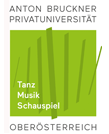 ANTON BRUCKNER
PRIVATUNIVERSITÄT
Tanz
Musik
Schauspiel
OBERÖSTERREICH